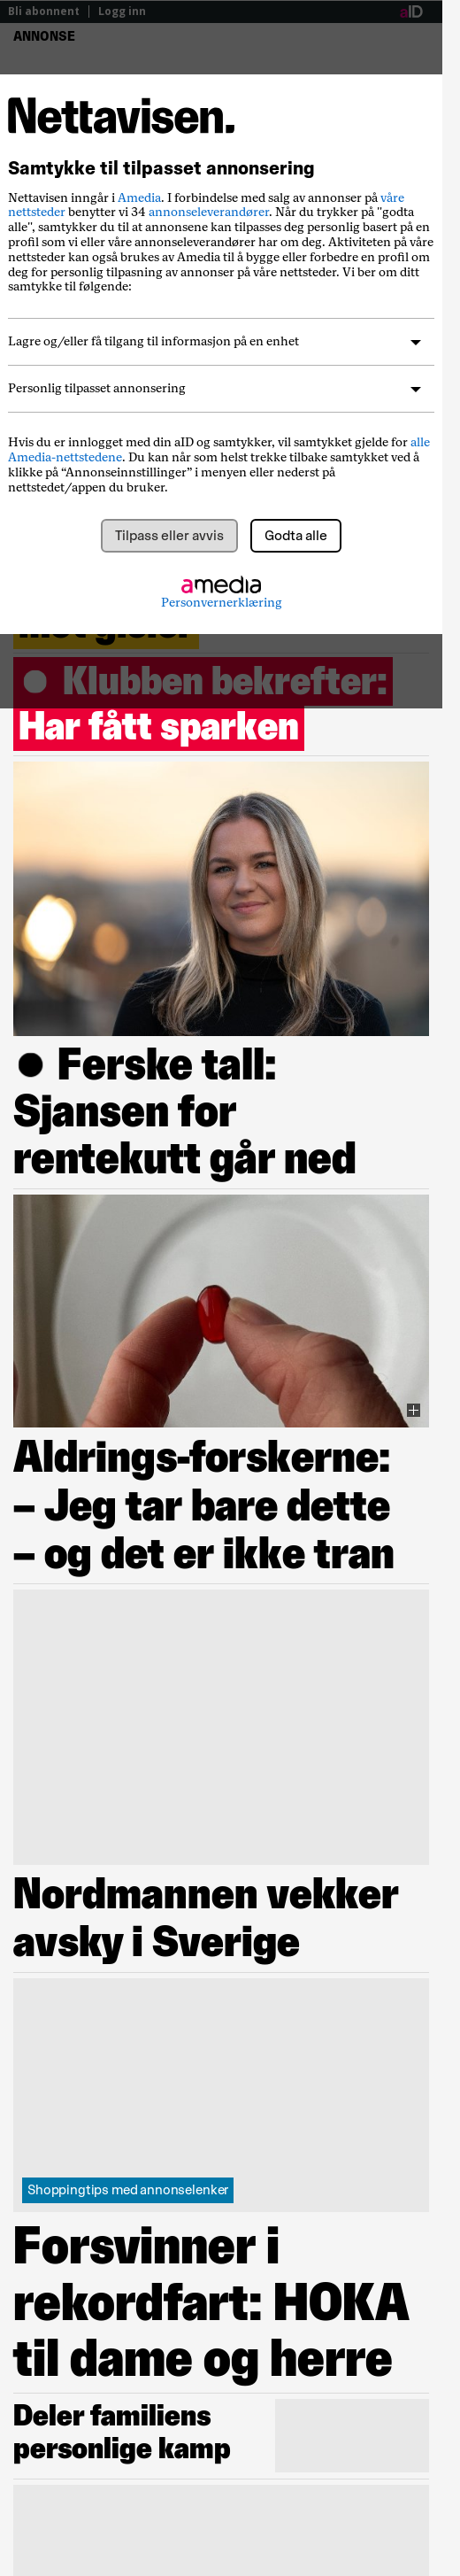 Bli abonnent | Logg inn
aID
ANNONSE
Nettavisen.
Samtykke til tilpasset annonsering
Nettavisen inngår i Amedia. I forbindelse med salg av annonser på våre
nettsteder benytter vi 34 annonseleverandører. Når du trykker på "godta
alle", samtykker du til at annonsene kan tilpasses deg personlig basert på en
profil som vi eller våre annonseleverandører har om deg. Aktiviteten på våre
nettsteder kan også brukes av Amedia til å bygge eller forbedre en profil om
deg for personlig tilpasning av annonser på våre nettsteder. Vi ber om ditt
samtykke til følgende:
Lagre og/eller få tilgang til informasjon på en enhet
Personlig tilpasset annonsering
Hvis du er innlogget med din aID og samtykker, vil samtykket gjelde for alle
Amedia-nettstedene. Du kan når som helst trekke tilbake samtykket ved å
klikke på “Annonseinnstillinger” i menyen eller nederst på
nettstedet/appen du bruker.
Tilpass eller avvis
Godta alle
amedia
Personvernerklæring
● Klubben bekrefter:
Har fått sparken
● Ferske tall:
Sjansen for
rentekutt går ned
Aldrings-forskerne:
– Jeg tar bare dette
– og det er ikke tran
Nordmannen vekker
avsky i Sverige
Shoppingtips med annonselenker
Forsvinner i
rekordfart: HOKA
til dame og herre
Deler familiens
personlige kamp